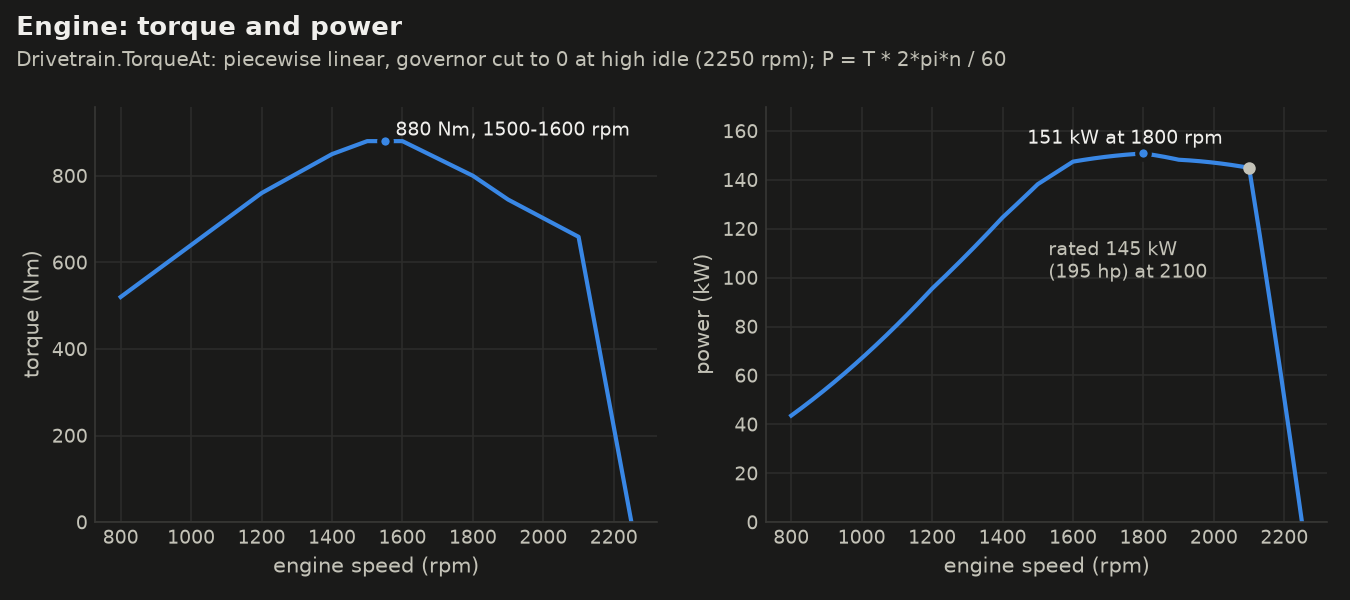 Engine: torque and power
Drivetrain.TorqueAt: piecewise linear, governor cut to 0 at high idle (2250 rpm); P = T * 2*pi*n / 60
torque (Nm)
800
600
400
200
0
880 Nm, 1500-1600 rpm
800 1000 1200 1400 1600 1800 2000 2200
engine speed (rpm)
power (kW)
160
140
120
100
80
60
40
20
0
151 kW at 1800 rpm
rated 145 kW
(195 hp) at 2100
800 1000 1200 1400 1600 1800 2000 2200
engine speed (rpm)